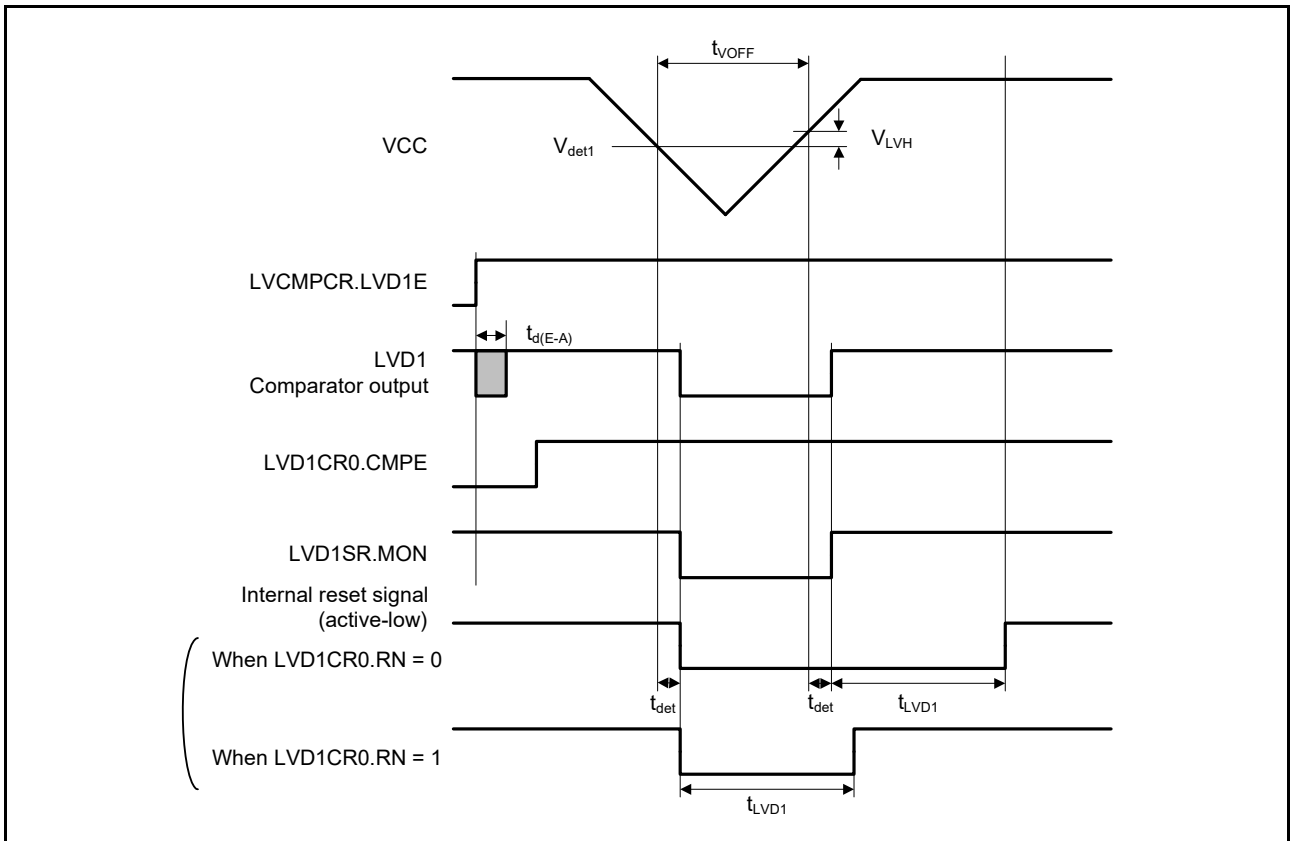 tVOFF
VCC
Vdet1
VLVH
LVCMPCR.LVD1E
td(E-A)
LVD1
Comparator output
LVD1CR0.CMPE
LVD1SR.MON
Internal reset signal
(active-low)
When LVD1CR0.RN = 0
tdet
tdet
tLVD1
When LVD1CR0.RN = 1
tLVD1